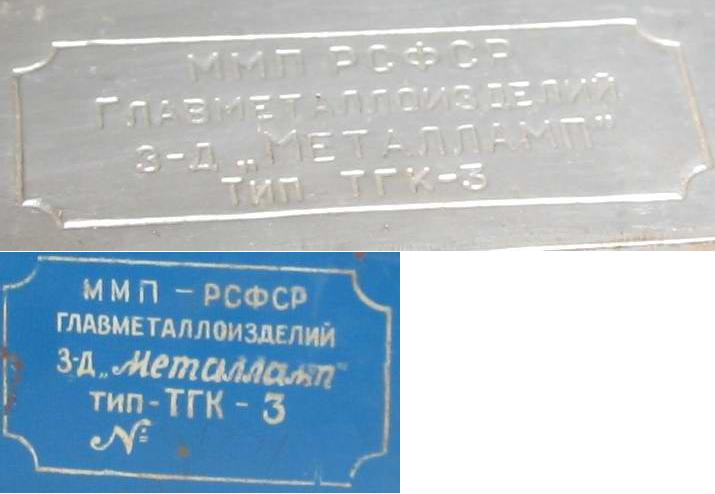 ММП РСФСР
ГЛАВМЕТАЛЛОИЗДЕЛИЙ
З-Д „МЕТАЛЛАМП"
ТИП ТГК-3
ММП – РСФСР
ГЛАВМЕТАЛЛОИЗДЕЛИЙ
З-Д „Металламп"
ТИП-ТГК-3
№